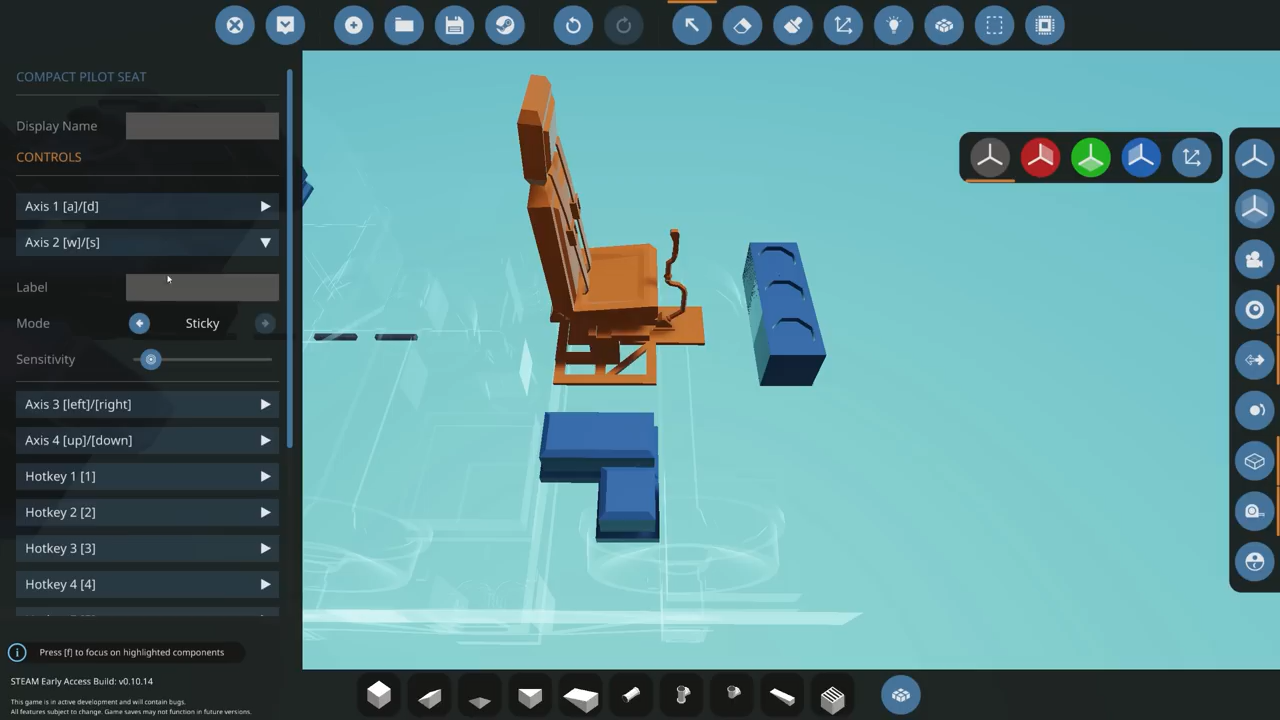 COMPACT PILOT SEAT
Display Name
CONTROLS
Axis 1 [a]/[d]
Axis 2 [w]/[s]
Label
Mode
Sticky
Sensitivity
Axis 3 [left]/[right]
Axis 4 [up]/[down]
Hotkey 1 [1]
Hotkey 2 [2]
Hotkey 3 [3]
Hotkey 4 [4]
Press [f] to focus on highlighted components
STEAM Early Access Build: v0.10.14
This game is in active development and will contain bugs.
All features subject to change. Game saves may not function in future versions.